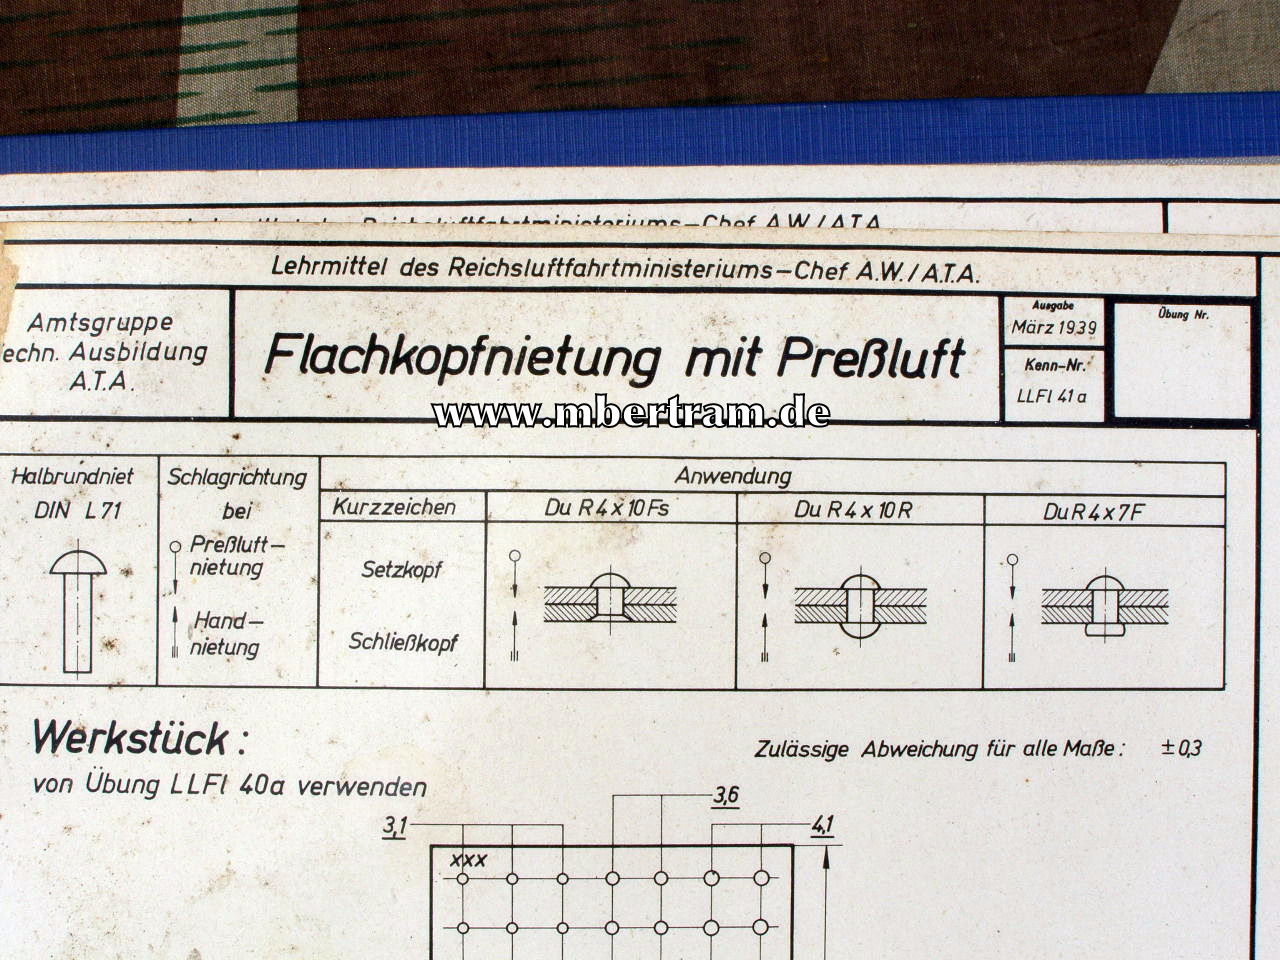 Reichsluftfahrtministeriums-Chef A.W./A.T.A.
Lehrmittel des Reichsluftfahrtministeriums-Chef A.W./A.T.A.
Amtsgruppe
echn. Ausbildung
A.T.A.
Flachkopfnietung mit Preßluft
Ausgabe
März 1939
Kenn-Nr.
LLFl 41a
Übung Nr.
www.mbertram.de
Halbrundniet
DIN L71
Schlagrichtung
bei
Preßluft-
nietung
Hand-
nietung
Anwendung
Kurzzeichen
Du R 4 x 10 Fs
Du R 4 x 10 R
Du R 4 x 7 F
Setzkopf
Schließkopf
Werkstück:
von Übung LLFl 40a verwenden
Zulässige Abweichung für alle Maße: ±0,3
3,6
3,1
4,1
xxx